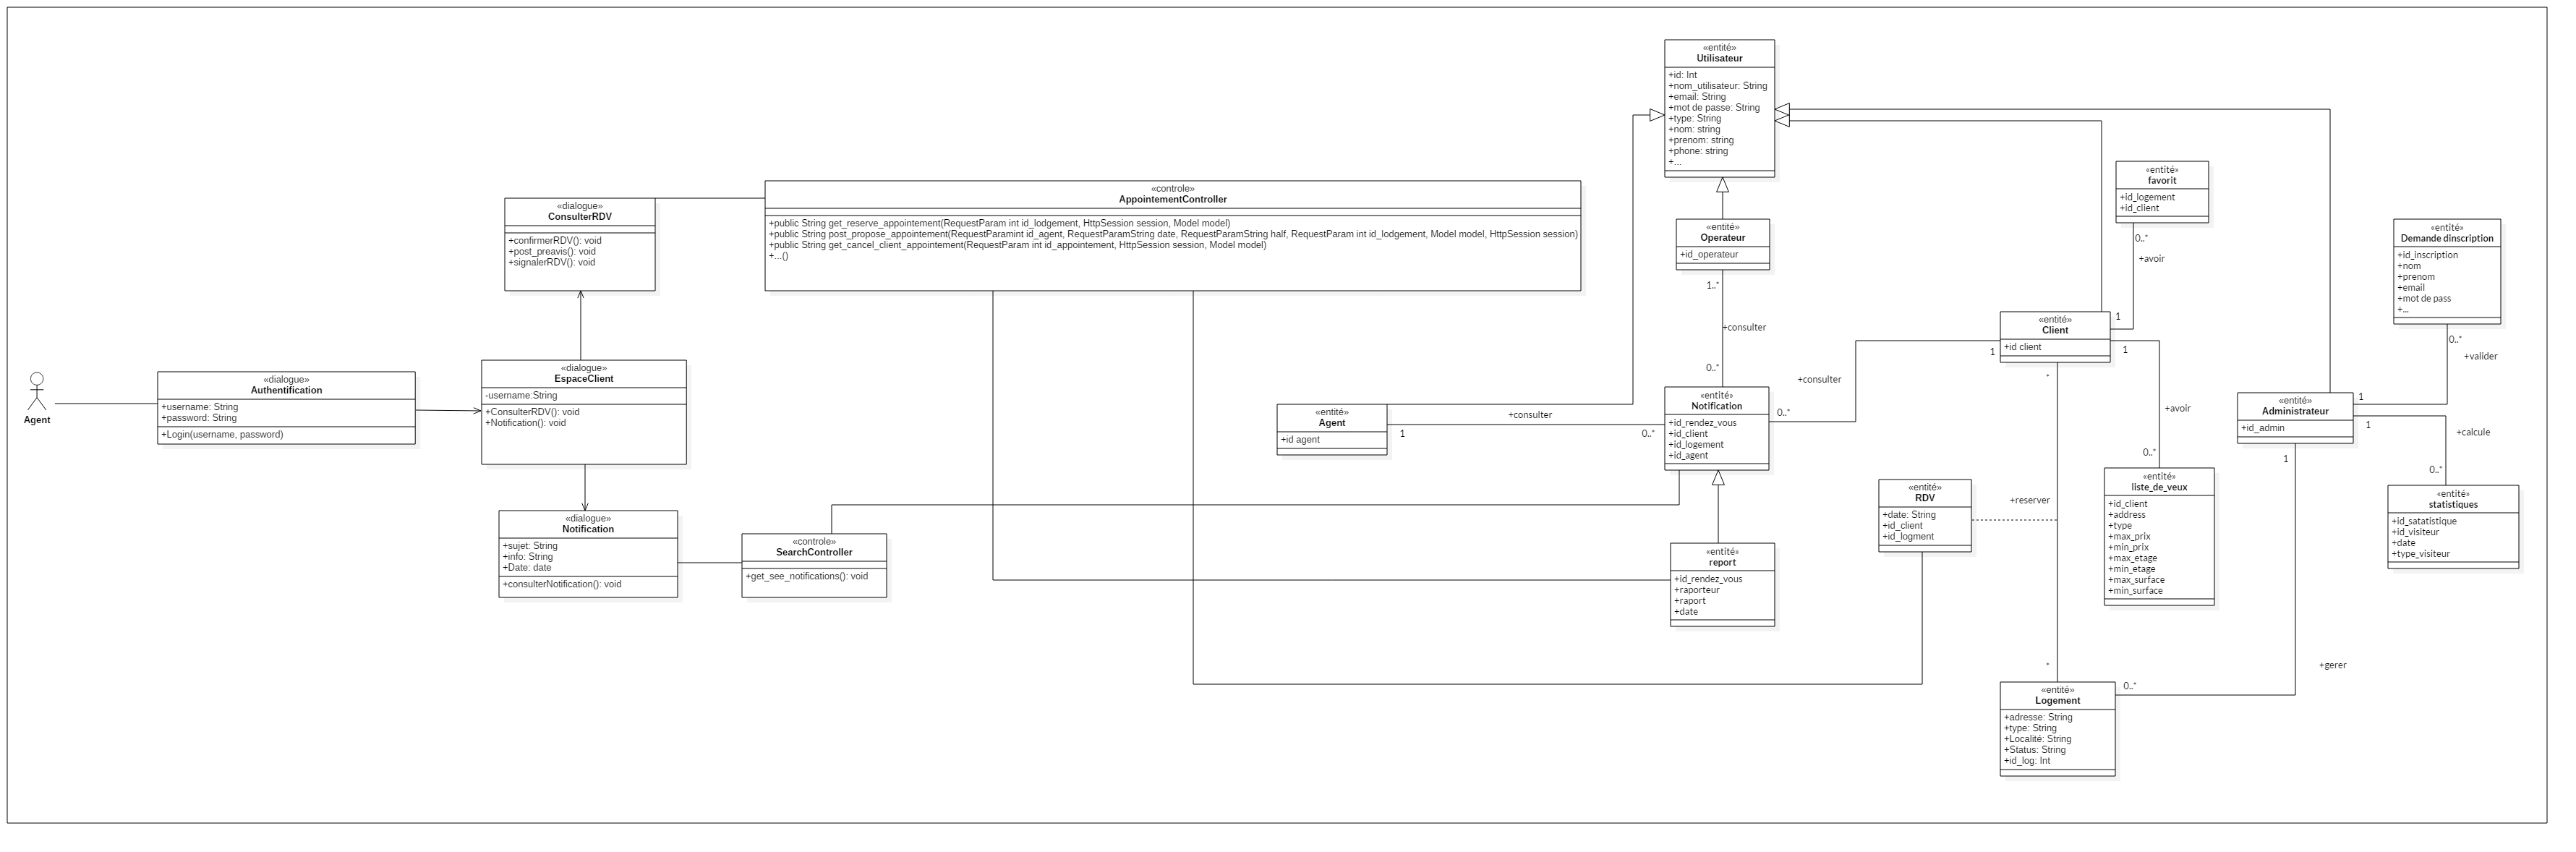 Agent
«dialogue»
Authentification
+username: String
+password: String
+Login(username, password)
«dialogue»
ConsulterRDV
+confirmerRDV(): void
+post_preavis(): void
+signalerRDV(): void
«dialogue»
EspaceClient
-username:String
+ConsulterRDV(): void
+Notification(): void
«dialogue»
Notification
+sujet: String
+info: String
+Date: date
+consulterNotification(): void
«controle»
SearchController
+get_see_notifications(): void
«controle»
AppointementController
+public String get_reserve_appointement(RequestParam int id_lodgement, HttpSession session, Model model)
+public String post_propose_appointement(RequestParamint id_agent, RequestParamString date, RequestParamString half, RequestParam int id_lodgement, Model model, HttpSession session)
+public String get_cancel_client_appointement(RequestParam int id_appointement, HttpSession session, Model model)
+...()
«entité»
Utilisateur
+id: Int
+nom_utilisateur: String
+email: String
+mot de passe: String
+type: String
+nom: string
+prenom: string
+phone: string
+...
«entité»
Operateur
+id_operateur
1..*
+consulter
0..*
«entité»
Agent
+id agent
+consulter
1
0..*
«entité»
Notification
+id_rendez_vous
+id_client
+id_logement
+id_agent
+consulter
0..*
1
«entité»
report
+id_rendez_vous
+raporteur
+raport
+date
«entité»
RDV
+date: String
+id_client
+id_logment
«entité»
Client
+id client
*
+reserver
*
«entité»
favorit
+id_logement
+id_client
0..*
+avoir
1
1
+avoir
0..*
«entité»
liste_de_veux
+id_client
+address
+type
+max_prix
+min_prix
+max_etage
+min_etage
+max_surface
+min_surface
«entité»
Logement
+adresse: String
+type: String
+Localité: String
+Status: String
+id_log: Int
0..*
+gerer
1
«entité»
Administrateur
+id_admin
«entité»
Demande dinscription
+id_inscription
+nom
+prenom
+email
+mot de pass
+...
0..*
+valider
1
1
+calcule
0..*
«entité»
statistiques
+id_satatistique
+id_visiteur
+date
+type_visiteur